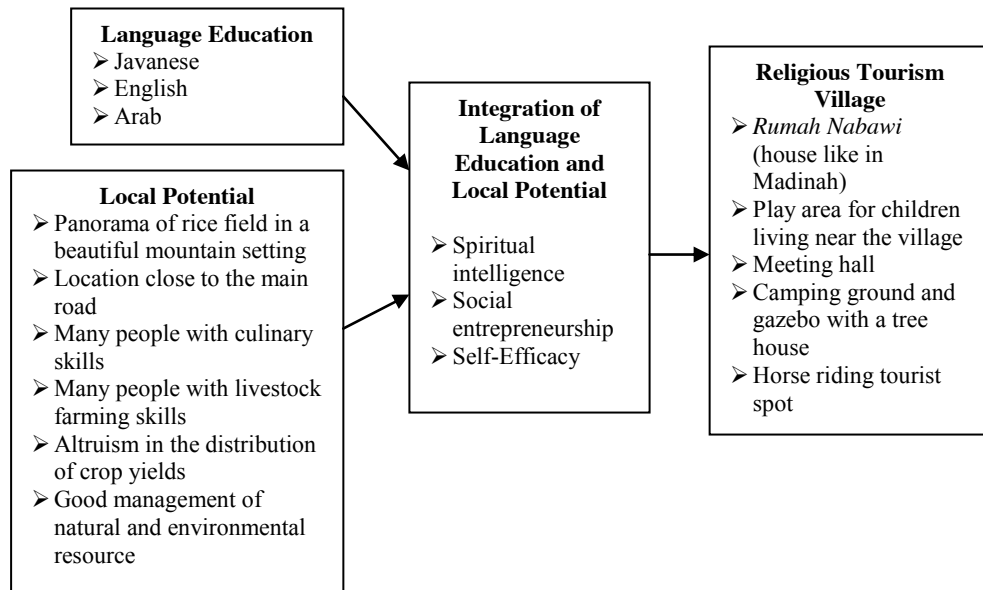 Language Education
➢ Javanese
➢ English
➢ Arab
Local Potential
➢ Panorama of rice field in a
beautiful mountain setting
➢ Location close to the main
road
➢ Many people with culinary
skills
➢ Many people with livestock
farming skills
➢ Altruism in the distribution
of crop yields
➢ Good management of
natural and environmental
resource
Integration of
Language
Education and
Local Potential
➢ Spiritual
intelligence
➢ Social
entrepreneurship
➢ Self-Efficacy
Religious Tourism
Village
➢ Rumah Nabawi
(house like in
Madinah)
➢ Play area for children
living near the village
➢ Meeting hall
➢ Camping ground and
gazebo with a tree
house
➢ Horse riding tourist
spot